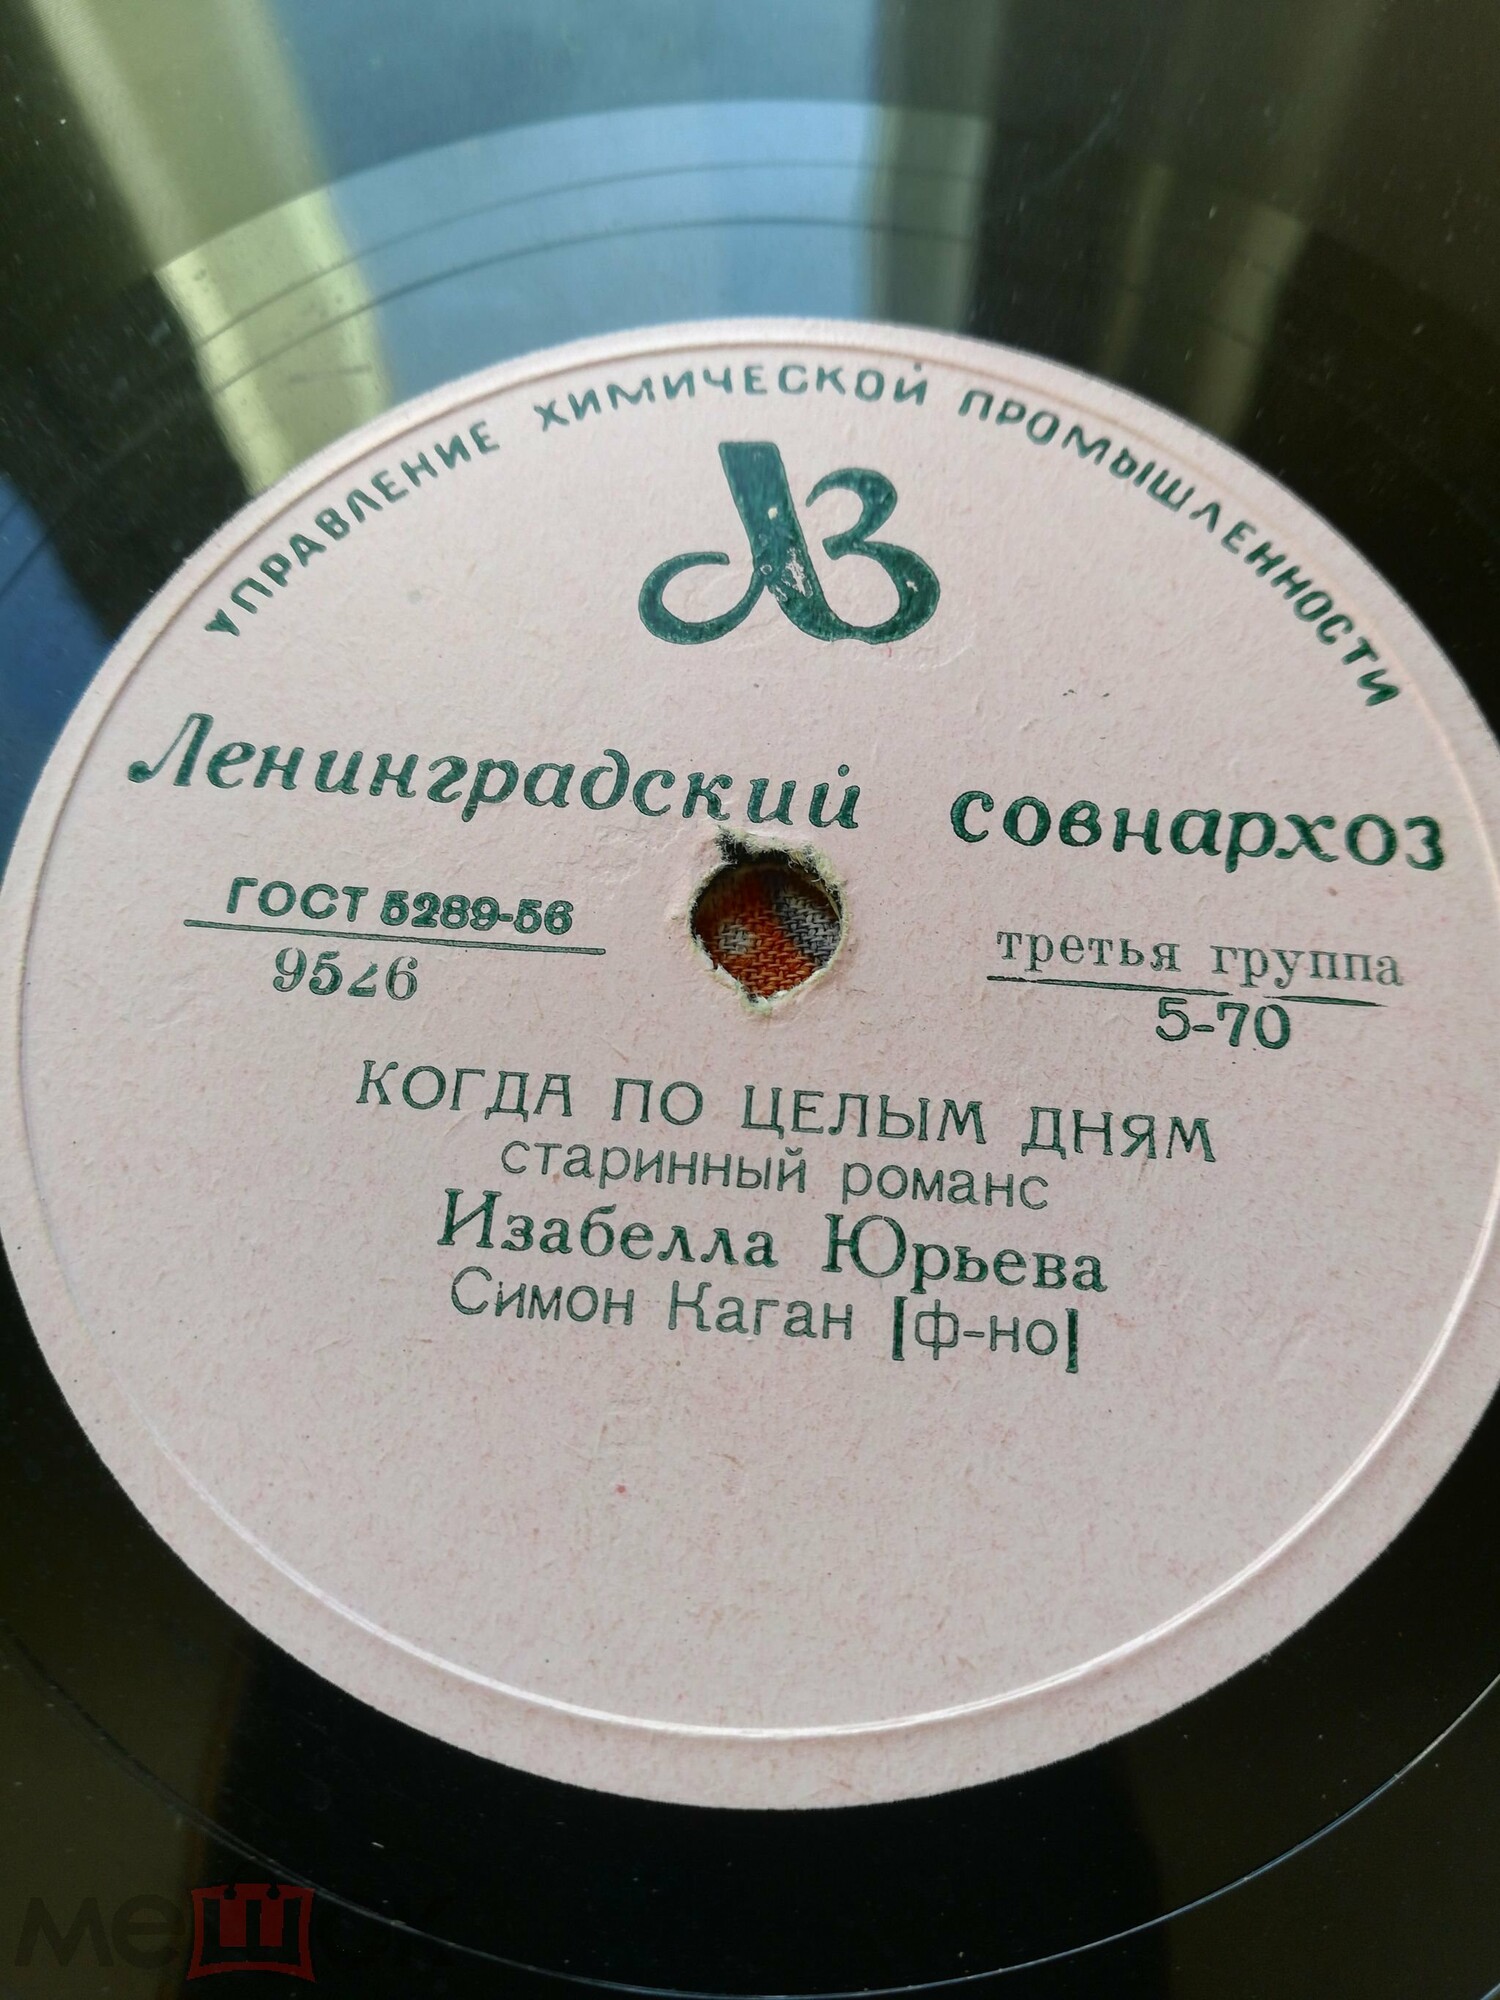 УПРАВЛЕНИЕ ХИМИЧЕСКОЙ ПРОМЫШЛЕННОСТИ
ЛЗ
Ленинградский совнархоз
ГОСТ 5289-56
9526
третья группа
5-70
КОГДА ПО ЦЕЛЫМ ДНЯМ
старинный романс
Изабелла Юрьева
Симон Каган [ф-но]
мешок